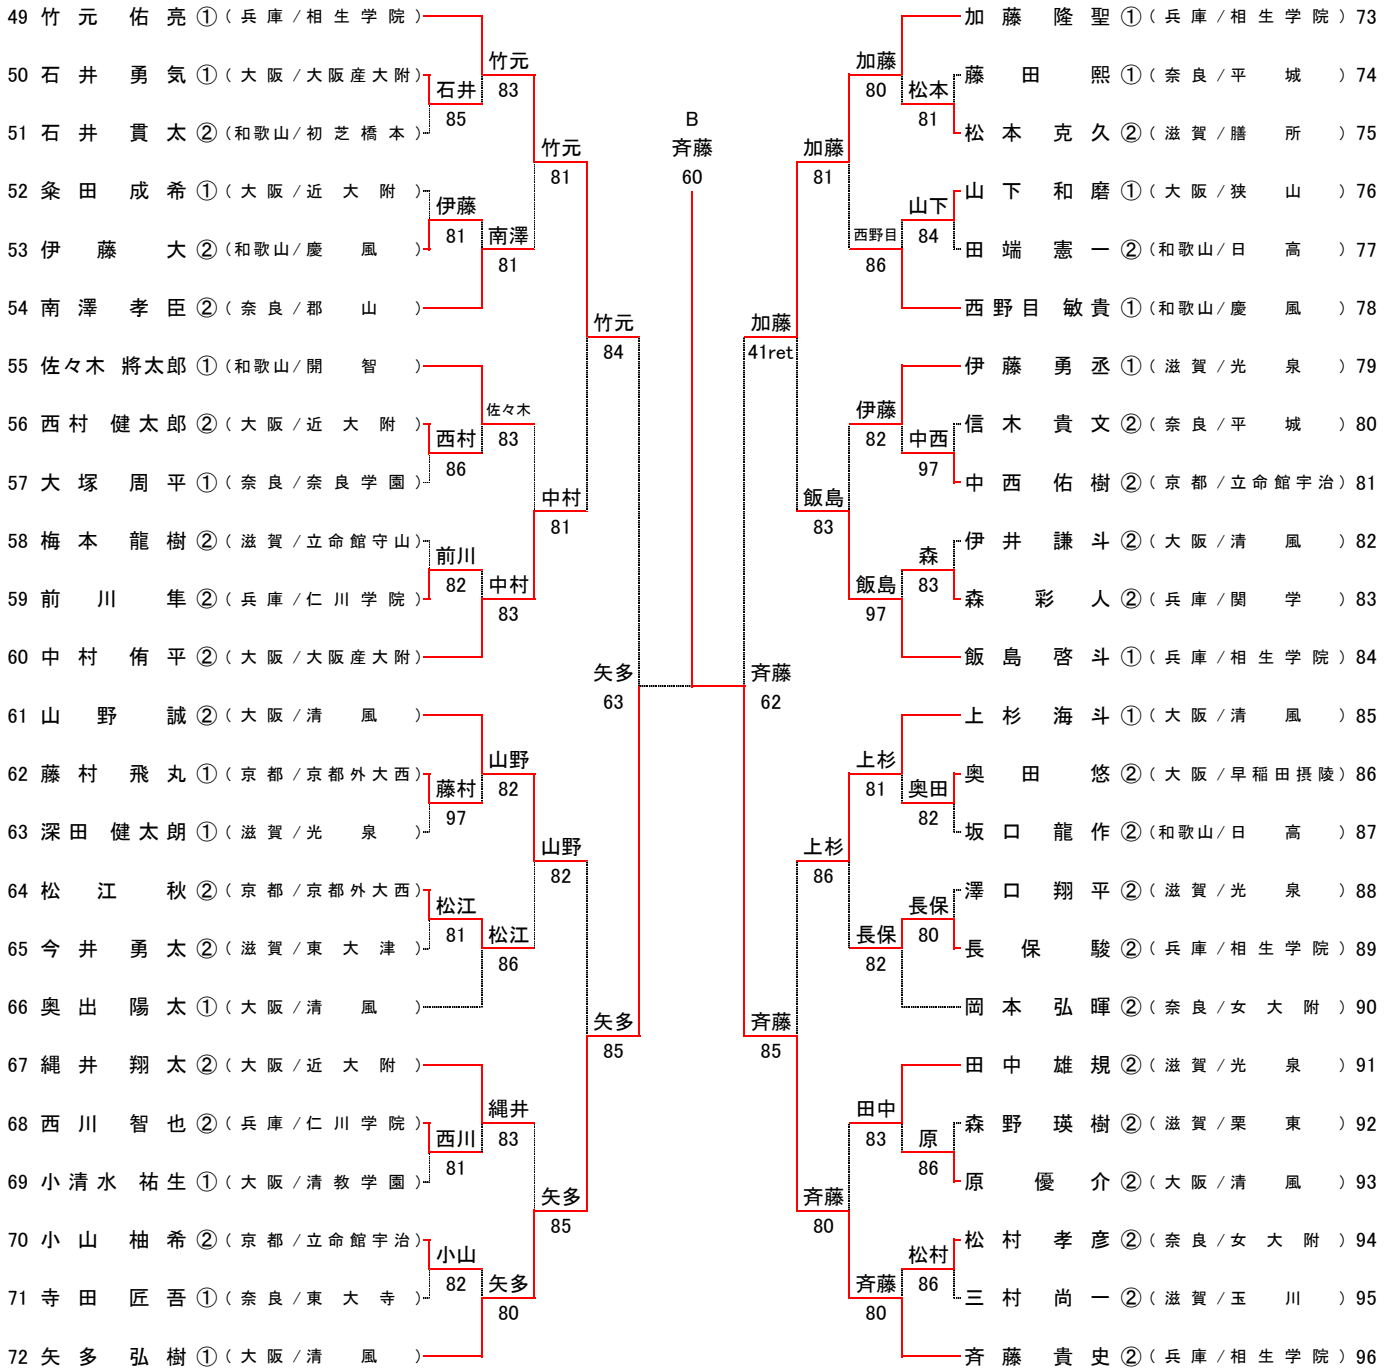 49 竹元 佑亮 ① (兵庫/相生学院)
50 石井 勇気 ① (大阪/大阪産大附)
51 石井 貫太 ② (和歌山/初芝橋本)
52 粂田 成希 ① (大阪/近大附)
53 伊藤 大 ② (和歌山/慶風)
54 南澤 孝臣 ② (奈良/郡山)
55 佐々木 將太郎 ① (和歌山/開智)
56 西村 健太郎 ② (大阪/近大附)
57 大塚 周平 ① (奈良/奈良学園)
58 梅本 龍樹 ② (滋賀/立命館守山)
59 前川 隼 ② (兵庫/仁川学院)
60 中村 侑平 ② (大阪/大阪産大附)
61 山野 誠 ② (大阪/清風)
62 藤村 飛丸 ① (京都/京都外大西)
63 深田 健太朗 ① (滋賀/光泉)
64 松江 秋 ② (京都/京都外大西)
65 今井 勇太 ② (滋賀/東大津)
66 奥出 陽太 ① (大阪/清風)
67 縄井 翔太 ② (大阪/近大附)
68 西川 智也 ② (兵庫/仁川学院)
69 小清水 祐生 ① (大阪/清教学園)
70 小山 柚希 ② (京都/立命館宇治)
71 寺田 匠吾 ① (奈良/東大寺)
72 矢多 弘樹 ① (大阪/清風)
石井
85
伊藤
81
西村
86
前川
82
藤村
97
松江
81
西川
81
小山
82
竹元
83
南澤
81
佐々木
83
中村
83
山野
82
松江
86
縄井
83
矢多
80
竹元
81
中村
81
山野
82
矢多
85
竹元
84
矢多
85
矢多
63
B
斉藤
60
斉藤
62
加藤
41ret
斉藤
85
加藤
81
飯島
83
上杉
86
斉藤
80
加藤
80
西野目
86
伊藤
82
飯島
97
上杉
81
長保
82
田中
83
斉藤
80
松本
81
山下
84
中西
97
森
83
奥田
82
長保
80
原
86
松村
86
加藤 隆聖 ① (兵庫/相生学院) 73
藤田 熙 ① (奈良/平城) 74
松本 克久 ② (滋賀/膳所) 75
山下 和磨 ① (大阪/狭山) 76
田端 憲一 ② (和歌山/日高) 77
西野目 敏貴 ① (和歌山/慶風) 78
伊藤 勇丞 ① (滋賀/光泉) 79
信木 貴文 ② (奈良/平城) 80
中西 佑樹 ② (京都/立命館宇治) 81
伊井 謙斗 ② (大阪/清風) 82
森 彩人 ② (兵庫/関学) 83
飯島 啓斗 ① (兵庫/相生学院) 84
上杉 海斗 ① (大阪/清風) 85
奥田 悠 ② (大阪/早稲田摂陵) 86
坂口 龍作 ② (和歌山/日高) 87
澤口 翔平 ② (滋賀/光泉) 88
長保 駿 ② (兵庫/相生学院) 89
岡本 弘暉 ② (奈良/女大附) 90
田中 雄規 ② (滋賀/光泉) 91
森野 瑛樹 ② (滋賀/栗東) 92
原 優介 ② (大阪/清風) 93
松村 孝彦 ② (奈良/女大附) 94
三村 尚一 ② (滋賀/玉川) 95
斉藤 貴史 ② (兵庫/相生学院) 96